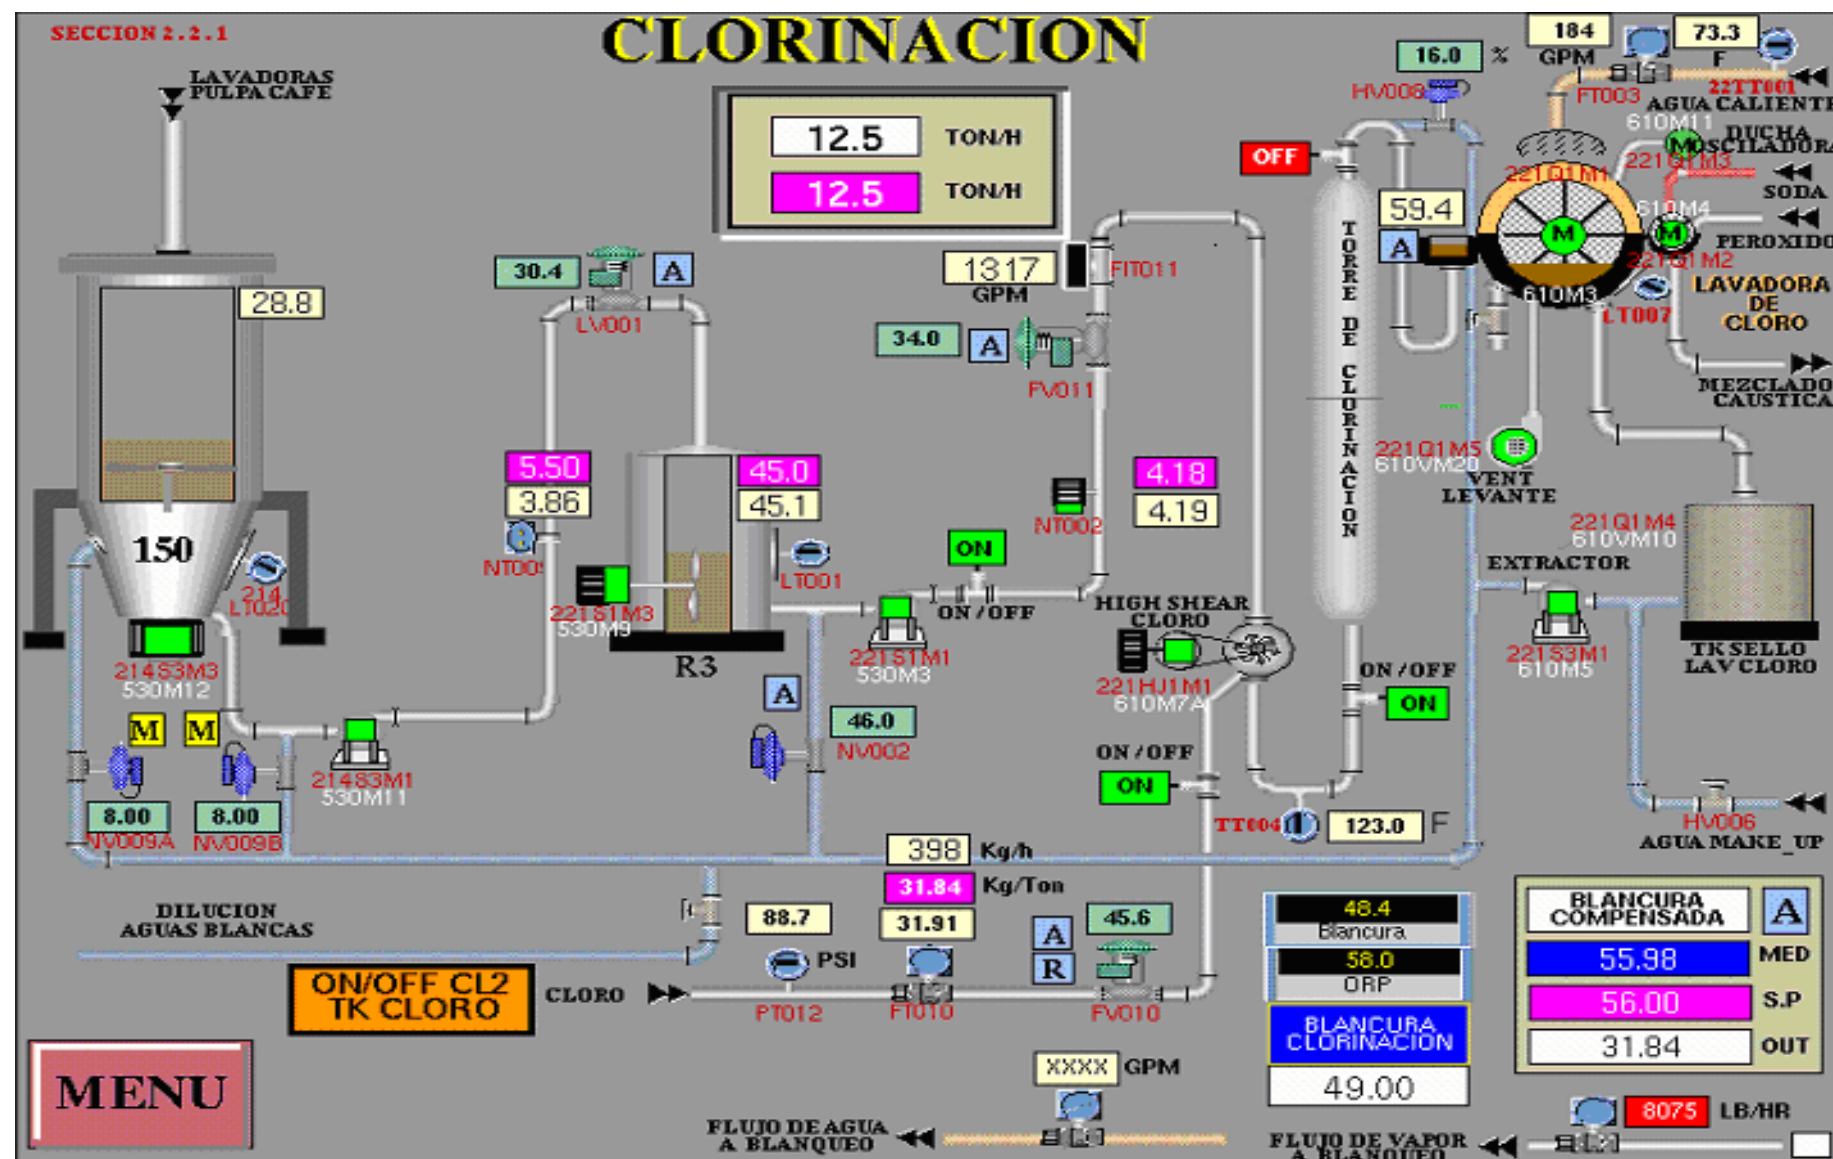 SECCION 2.2.1
CLORINACION
LAVADORAS
PULPA CAFE
12.5 TON/H
12.5 TON/H
16.0 %
HV008
184
GPM
73.3
F
22TT001
FT003
AGUA CALIENTE
610M11
DUCHA
OSCILADORA
M
221Q1M3
221Q1M1
SODA
610M4
M
M
PEROXIDO
221Q1M2
610M3
LAVADORA
DE
CLORO
LT007
OFF
59.4
A
TORRE DE CLORINACION
MEZCLADO
CAUSTICA
28.8
30.4
A
LV001
1317
GPM
FIT011
34.0
A
FV011
5.50
3.86
45.0
45.1
4.18
4.19
NT002
221Q1M5
610VM20
VENT
LEVANTE
221Q1M4
610VM10
EXTRACTOR
150
214
LT020
LT001
221S1M3
530M9
R3
ON
ON / OFF
221S1M1
530M3
HIGH SHEAR
CLORO
221HJ1M1
610M7A
ON / OFF
ON
221S3M1
610M5
TK SELLO
LAV CLORO
214S3M3
530M12
M
M
214S3M1
530M11
A
46.0
NV002
ON / OFF
ON
8.00
NV009A
8.00
NV009B
TT004
123.0 F
HV006
AGUA MAKE_UP
398 Kg/h
31.84 Kg/Ton
31.91
DILUCION
AGUAS BLANCAS
88.7
PSI
A
R
45.6
ON/OFF CL2
TK CLORO
CLORO
PT012
FT010
FV010
48.4
Blancura
58.0
ORP
BLANCURA
CLORINACION
49.00
BLANCURA
COMPENSADA
A
55.98 MED
56.00 S.P
31.84 OUT
MENU
XXXX GPM
FLUJO DE AGUA
A BLANQUEO
8075 LB/HR
FLUJO DE VAPOR
A BLANQUEO